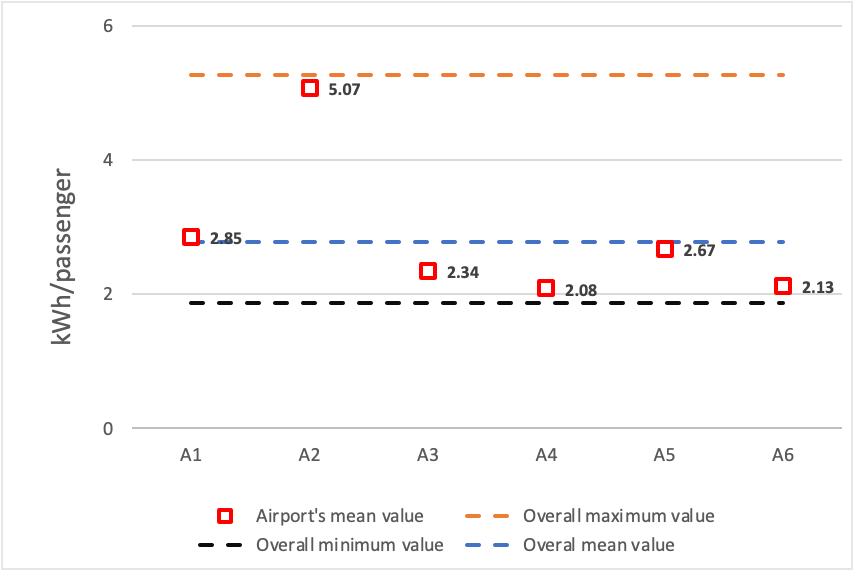 6
5.07
4
kWh/passenger
2.85
2.67
2.34
2.08
2.13
2
0
A1 A2 A3 A4 A5 A6
Airport's mean value Overall maximum value
Overall minimum value Overal mean value